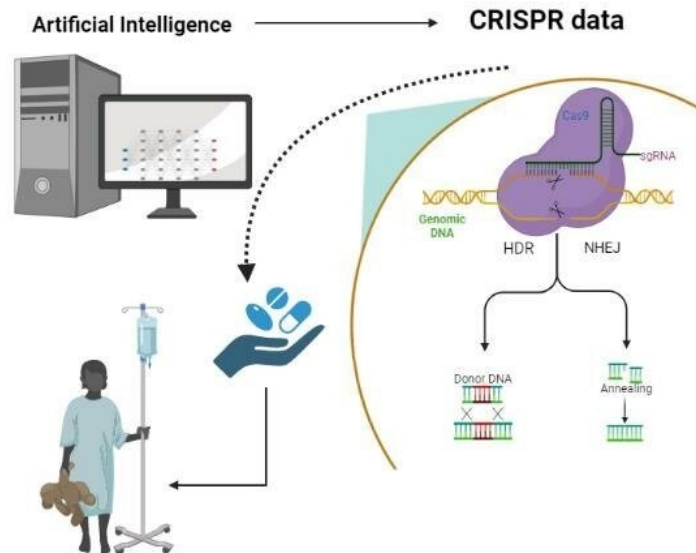 Artificial Intelligence
CRISPR data
Cas9
sgRNA
Genomic
DNA
HDR
NHEJ
Donor DNA
Annealing